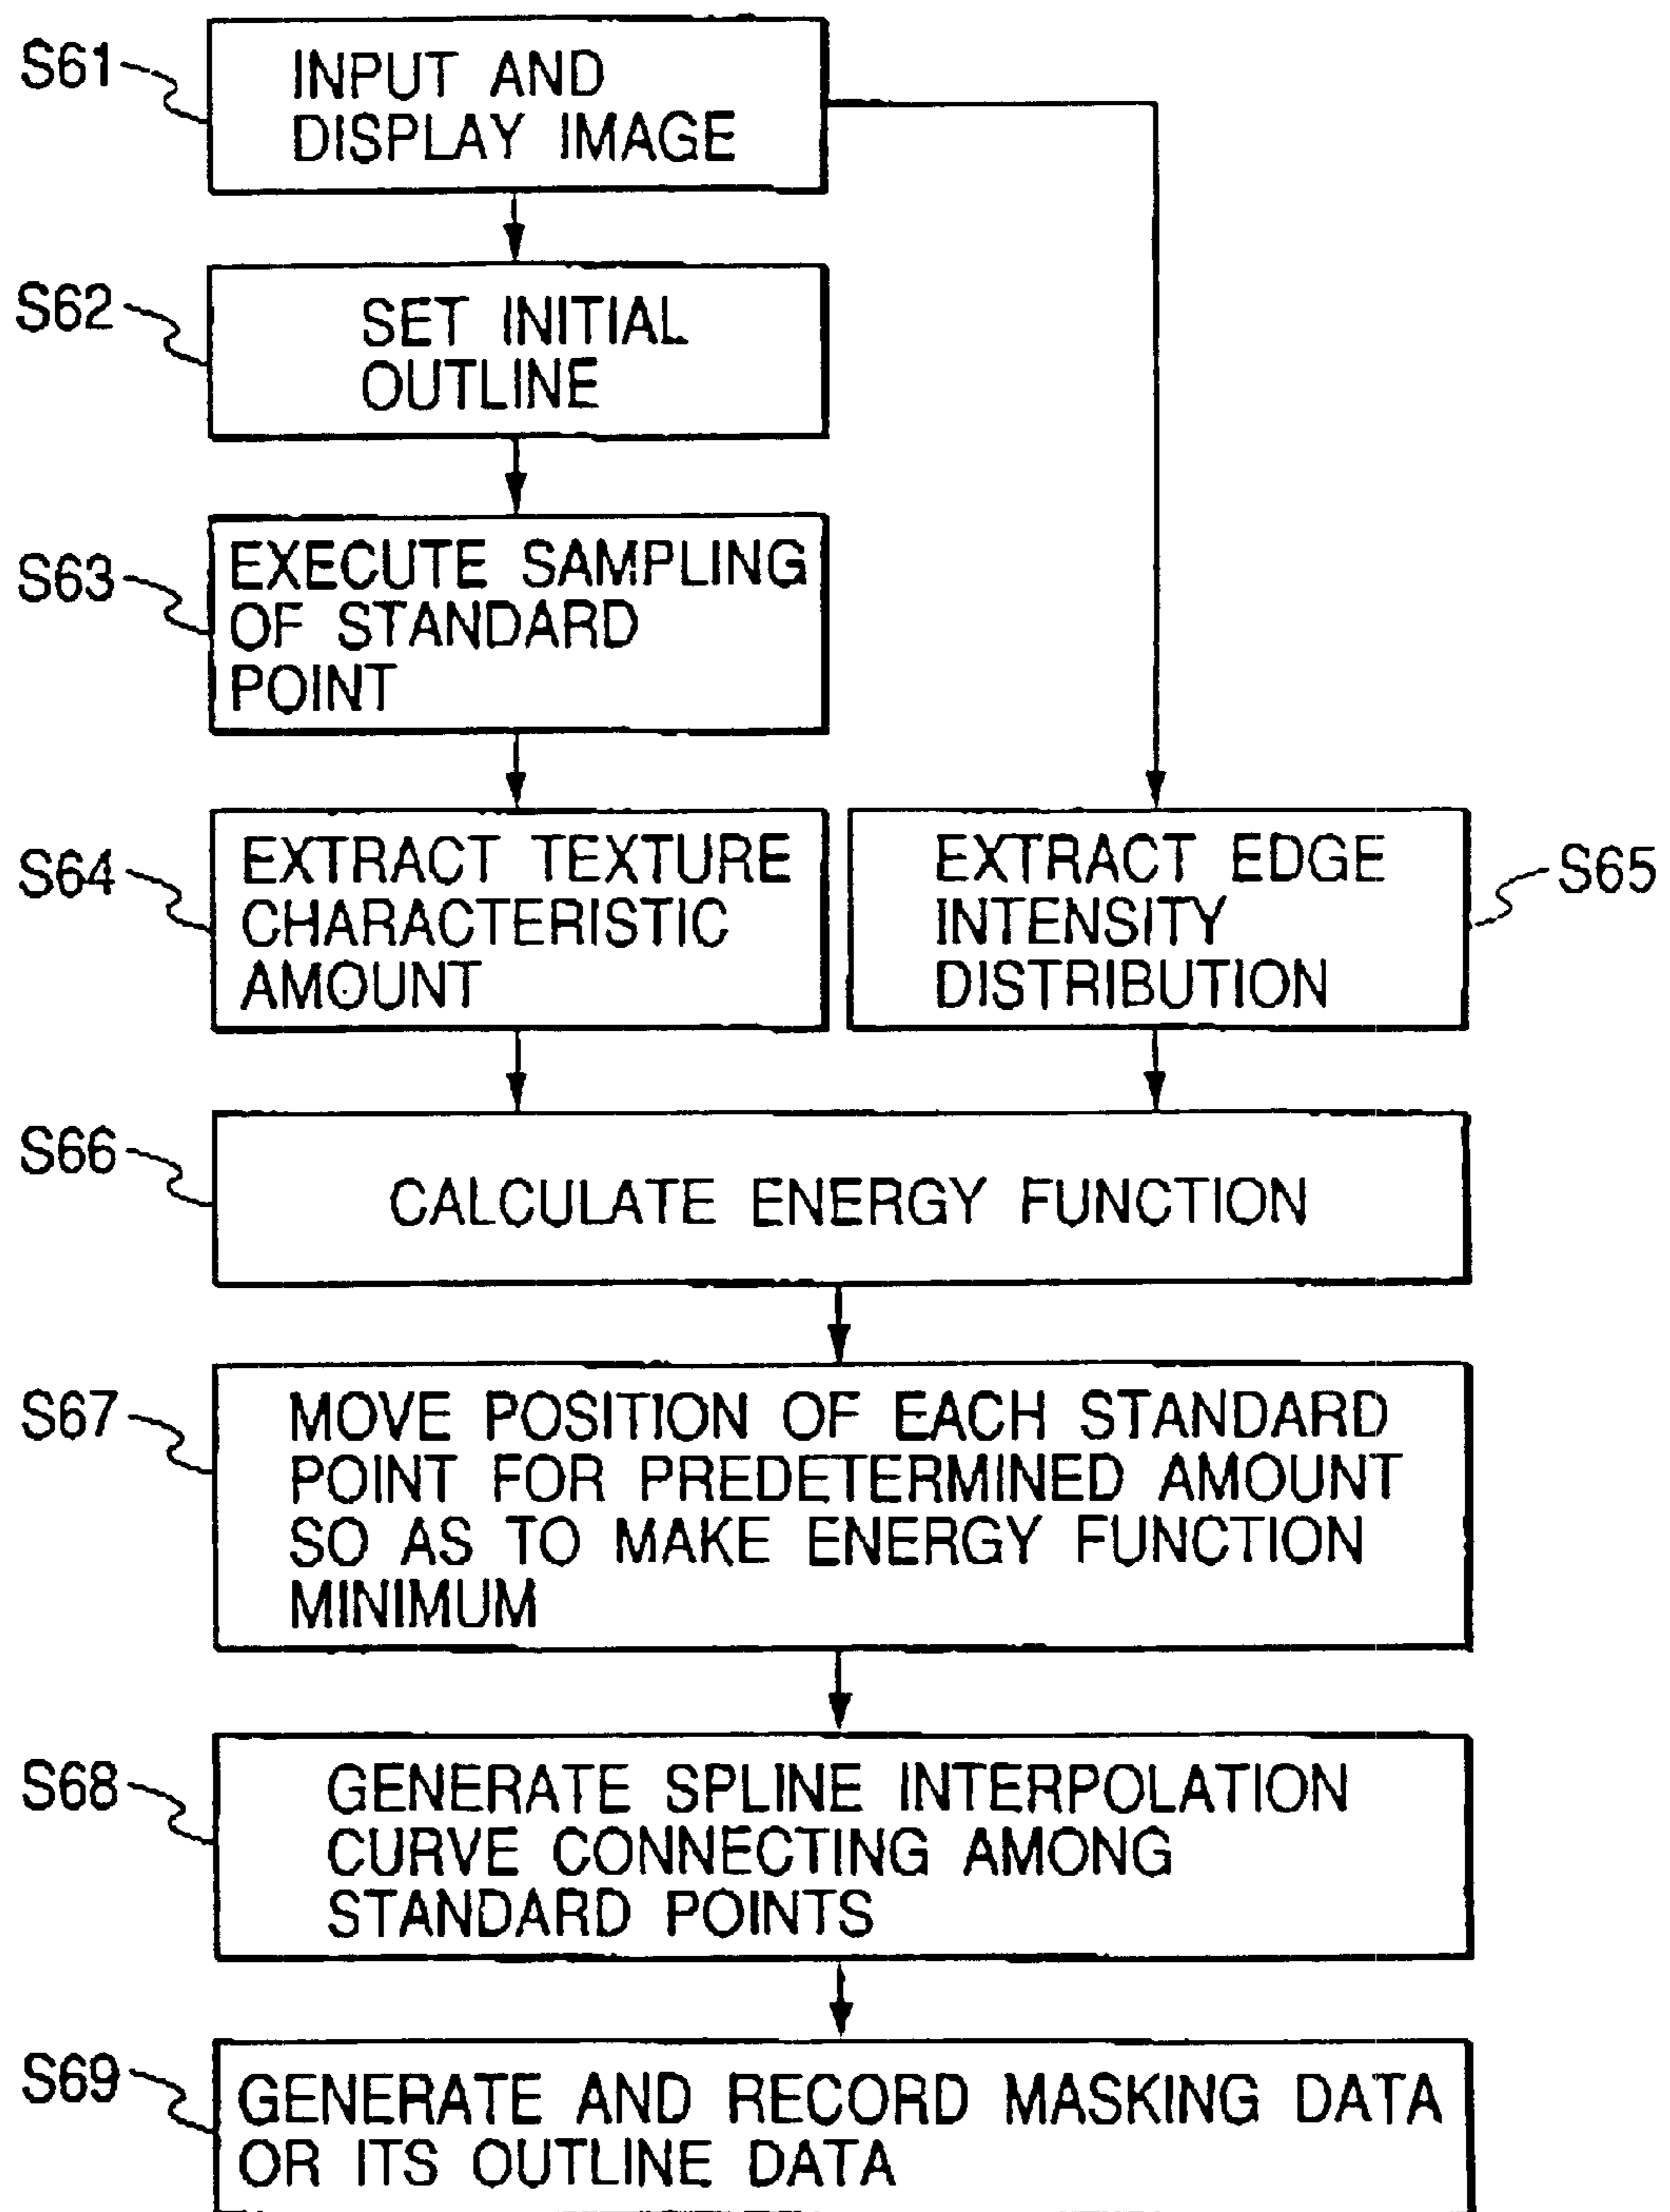 S61
INPUT AND
DISPLAY IMAGE
S62
SET INITIAL
OUTLINE
S63
EXECUTE SAMPLING
OF STANDARD
POINT
S64
EXTRACT TEXTURE
CHARACTERISTIC
AMOUNT
EXTRACT EDGE
INTENSITY
DISTRIBUTION
S65
S66
CALCULATE ENERGY FUNCTION
S67
MOVE POSITION OF EACH STANDARD
POINT FOR PREDETERMINED AMOUNT
SO AS TO MAKE ENERGY FUNCTION
MINIMUM
S68
GENERATE SPLINE INTERPOLATION
CURVE CONNECTING AMONG
STANDARD POINTS
S69
GENERATE AND RECORD MASKING DATA
OR ITS OUTLINE DATA